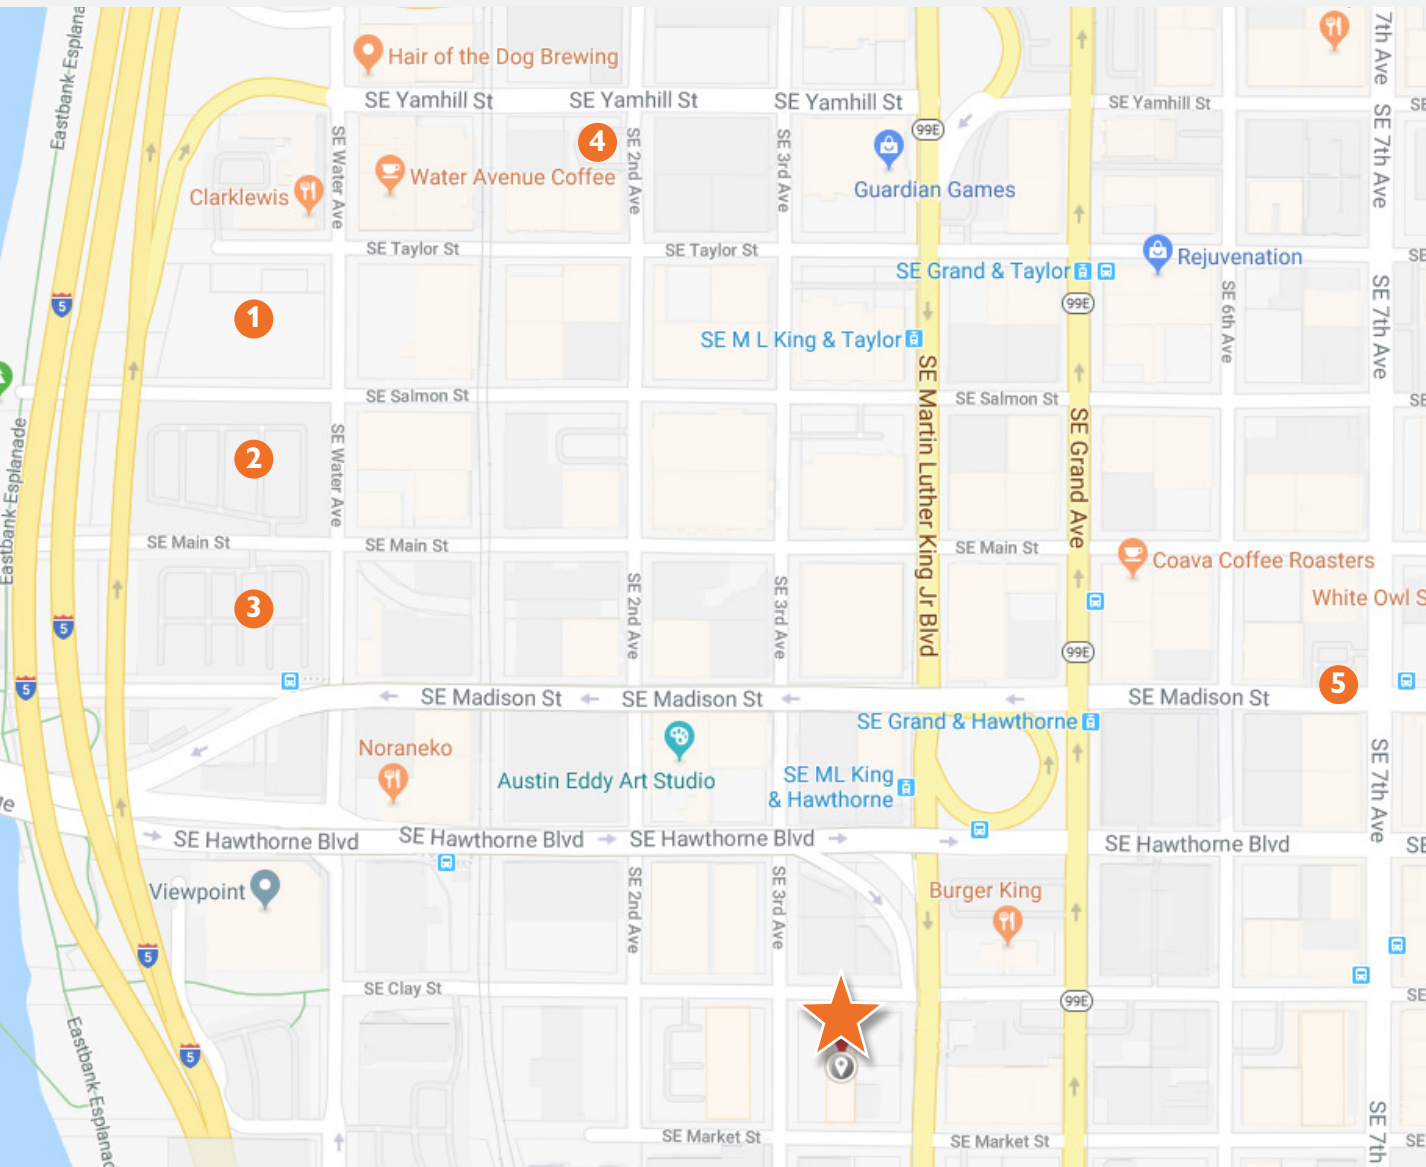 7th Ave
Eastbank-Esplana
Hair of the Dog Brewing
SE Yamhill St
SE Yamhill St
SE Yamhill St
SE Yamhill St
SE
99E
4
SE Water Ave
SE 2nd Ave
SE 3rd Ave
SE 7th Ave
Water Avenue Coffee
Clarklewis
Guardian Games
SE Taylor St
SE Taylor St
SE
Rejuvenation
SE Grand & Taylor
5
1
99E
SE 6th Ave
SE 7th Ave
SE M L King & Taylor
SE Salmon St
SE Salmon St
SE
SE Martin Luther King Jr Blvd
SE Grand Ave
Eastbank-Esplanade
SE Water Ave
2
SE Main St
SE Main St
SE Main St
Coava Coffee Roasters
White Owl S
3
5
SE 2nd Ave
SE 3rd Ave
99E
5
5
SE Madison St
SE Madison St
SE Madison St
SE Grand & Hawthorne
Noraneko
Austin Eddy Art Studio
SE ML King
& Hawthorne
SE 7th Ave
SE Hawthorne Blvd
SE Hawthorne Blvd
SE Hawthorne Blvd
SE Hawthorne Blvd
SE
Viewpoint
SE 2nd Ave
SE 3rd Ave
Burger King
5
SE Clay St
99E
SE
5
Eastbank-Esplanad
SE Market St
SE Market St
SE 7th
SE